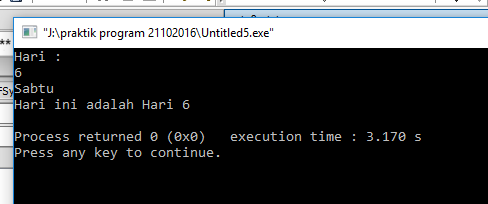 "J:\praktik program 21102016\Untitled5.exe"
**
fSy
Hari :
6
Sabtu
Hari ini adalah Hari 6
Process returned 0 (0x0)   execution time : 3.170 s
Press any key to continue.